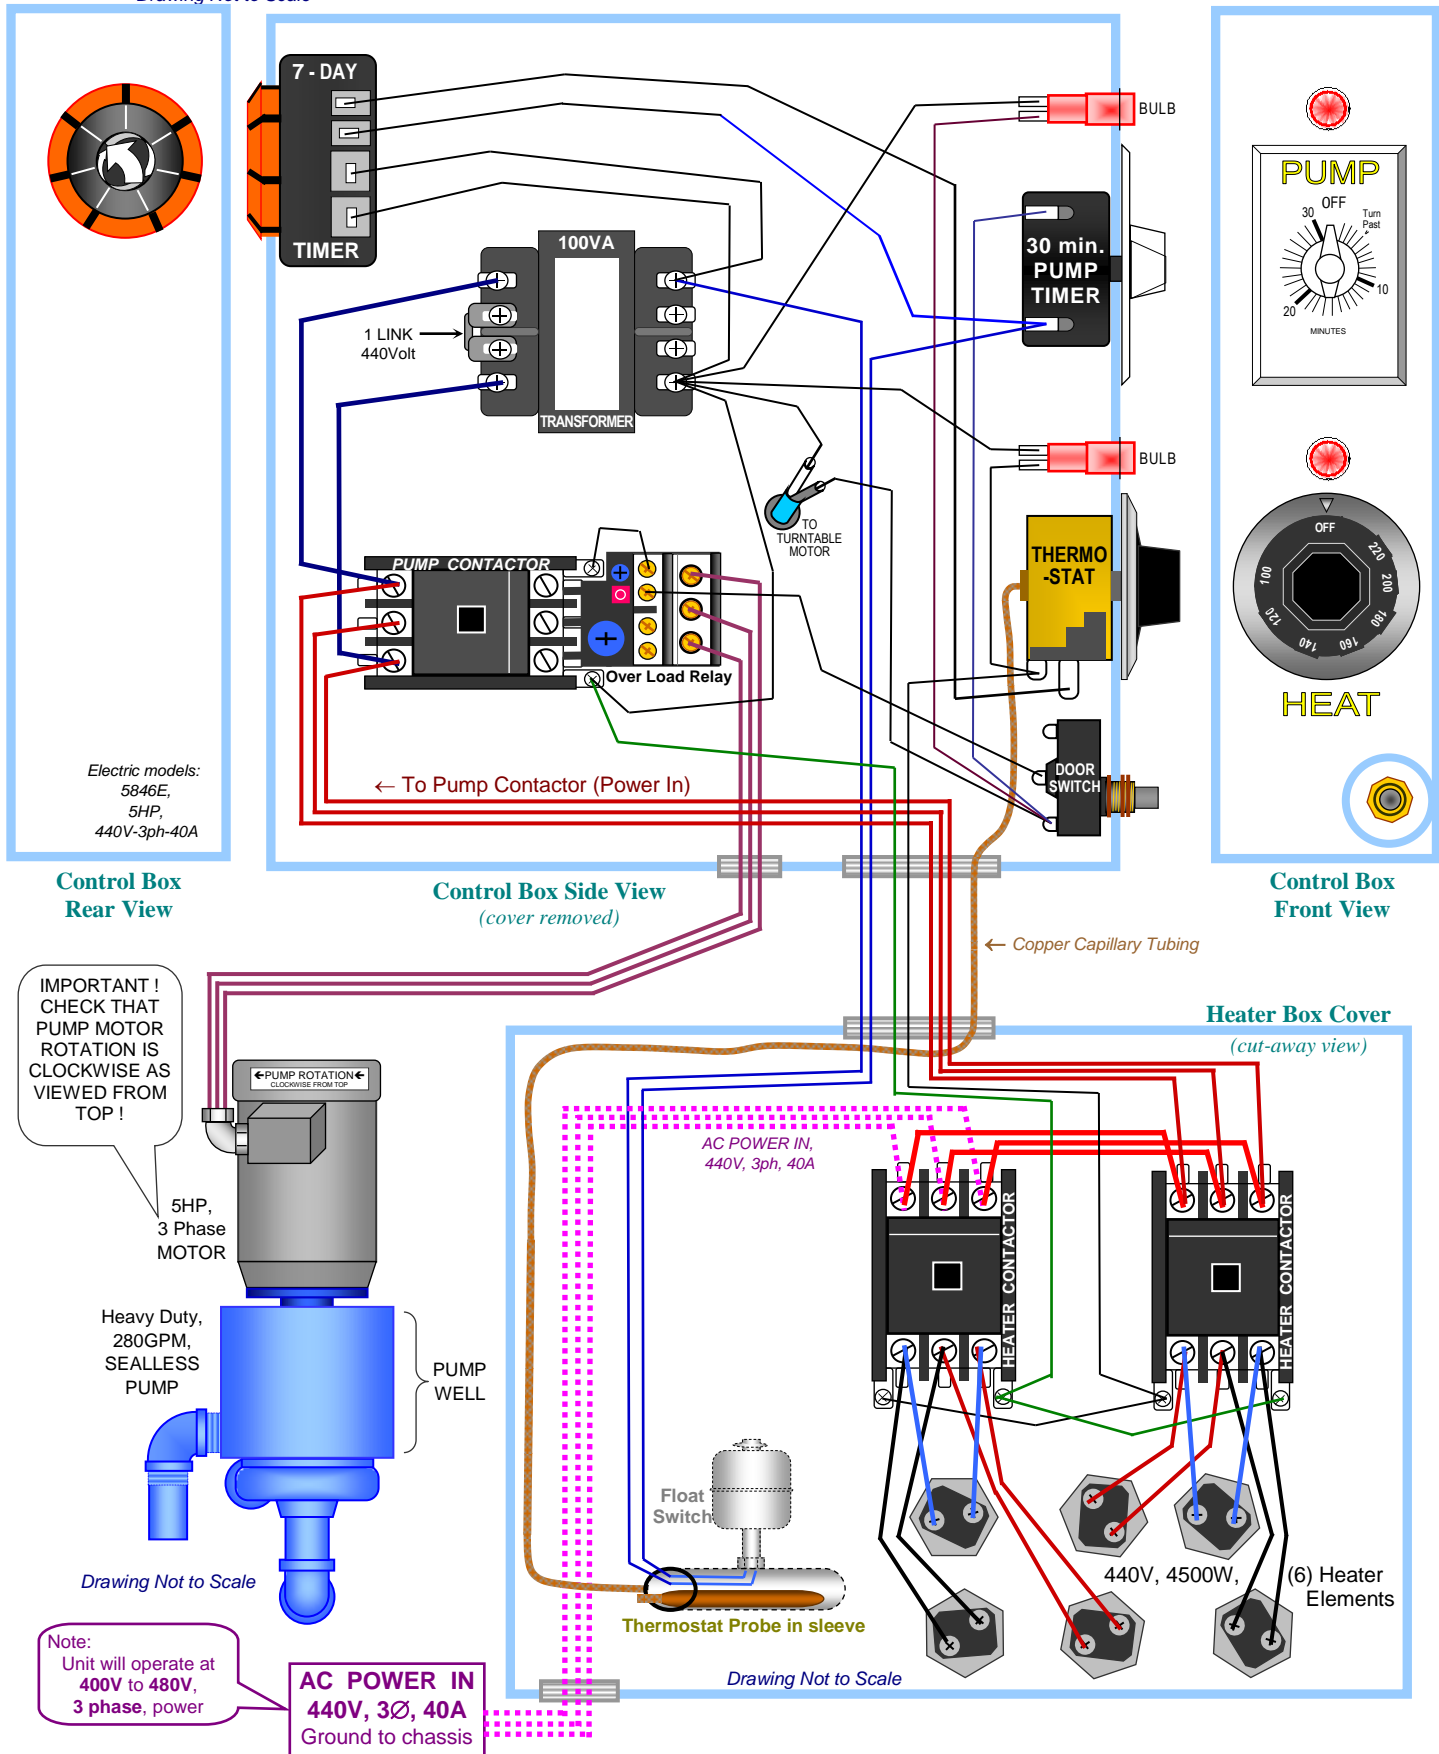 Drawing Not to Scale
7 - DAY
TIMER
100VA
TRANSFORMER
1 LINK
440Volt
BULB
30 min.
PUMP
TIMER
BULB
TO
TURNTABLE
MOTOR
THERMO
-STAT
PUMP CONTACTOR
Over Load Relay
DOOR
SWITCH
← To Pump Contactor (Power In)
Electric models:
5846E,
5HP,
440V-3ph-40A
PUMP
OFF
30
Turn
Past
10
20
MINUTES
OFF
220
200
180
160
140
120
100
HEAT
Control Box
Rear View
Control Box Side View
(cover removed)
Control Box
Front View
← Copper Capillary Tubing
IMPORTANT !
CHECK THAT
PUMP MOTOR
ROTATION IS
CLOCKWISE AS
VIEWED FROM
TOP !
←PUMP ROTATION←
CLOCKWISE FROM TOP
5HP,
3 Phase
MOTOR
Heavy Duty,
280GPM,
SEALLESS
PUMP
PUMP
WELL
Drawing Not to Scale
Heater Box Cover
(cut-away view)
AC POWER IN,
440V, 3ph, 40A
HEATER CONTACTOR
HEATER CONTACTOR
Float
Switch
Thermostat Probe in sleeve
440V, 4500W,
(6) Heater
Elements
Drawing Not to Scale
Note:
Unit will operate at
400V to 480V,
3 phase, power
AC POWER IN
440V, 3Ø, 40A
Ground to chassis